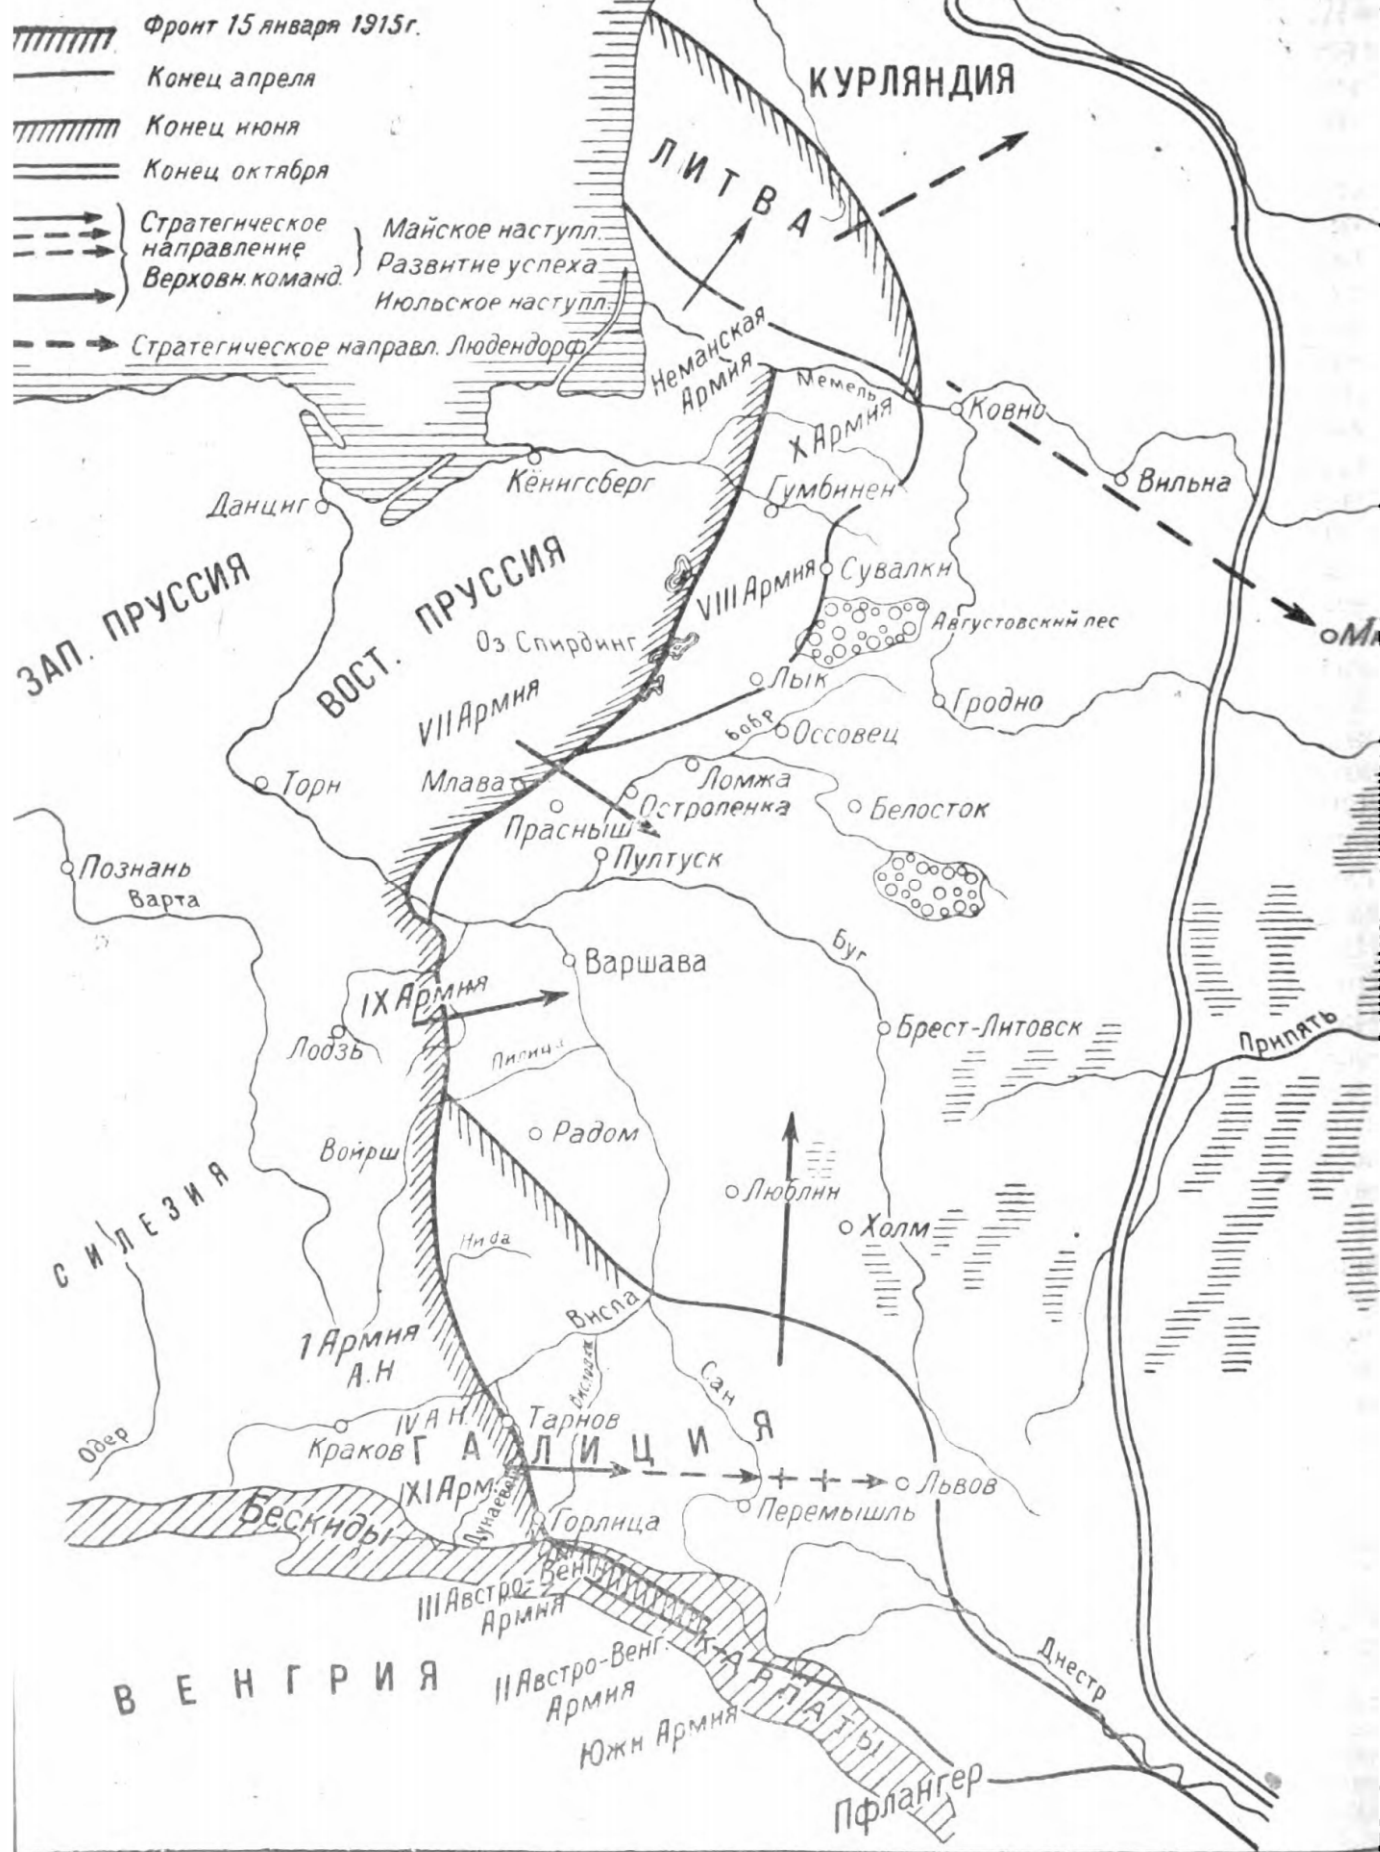 Фронт 15 января 1915г.
Конец апреля
Конец июня
Конец октября
Стратегическое
направление
Верховн. команд.
Майское наступл.
Развитие успеха
Июльское наступл.
Стратегическое направл. Людендорф
КУРЛЯНДИЯ
ЛИТВА
Неманская
Армия
Мемель
X Армия
Ковно
Вильна
Кёнигсберг
Гумбинен
Данциг
ЗАП. ПРУССИЯ
ВОСТ. ПРУССИЯ
VIII Армия
Сувалки
Августовский лес
Оз Спирдинг
Лык
Гродно
VII Армия
Бобр
Оссовец
Торн
Млава
Ломжа
Остропенка
Белосток
Прасныш
Пултуск
Познань
Варта
Буг
Варшава
IX Армия
Лодзь
Брест-Литовск
Припять
Пилица
Радом
Войрш
Люблин
Холм
СИЛЕЗИЯ
Нида
Висла
I Армия
А.Н
Сан
Одер
IV А Н.
Тарнов
Краков
ГАЛИЦИЯ
XI Арм
Дунаевец
Львов
Перемышль
Горлица
Бескиды
III Австро-Венг
Армия
II Австро-Венг.
Армия
КАРПАТЫ
Днестр
ВЕНГРИЯ
Южн Армия
Пфлангер